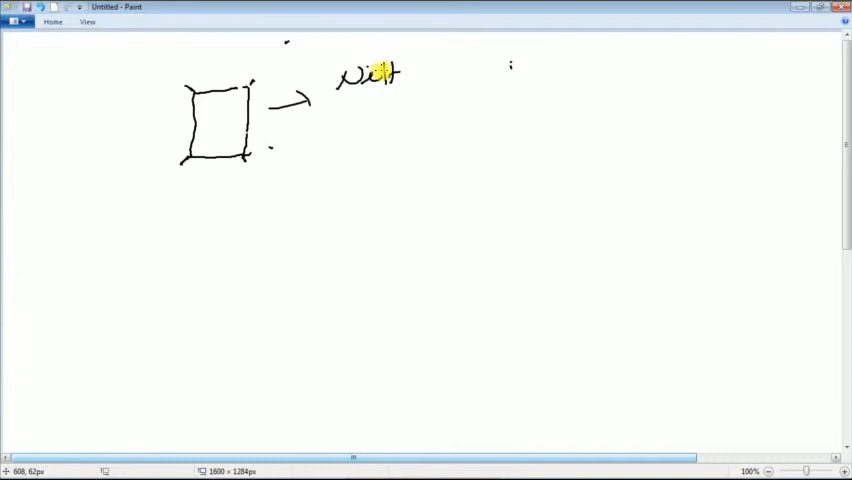 Untitled - Paint
Home View
608, 62px 1600 × 1284px 100%